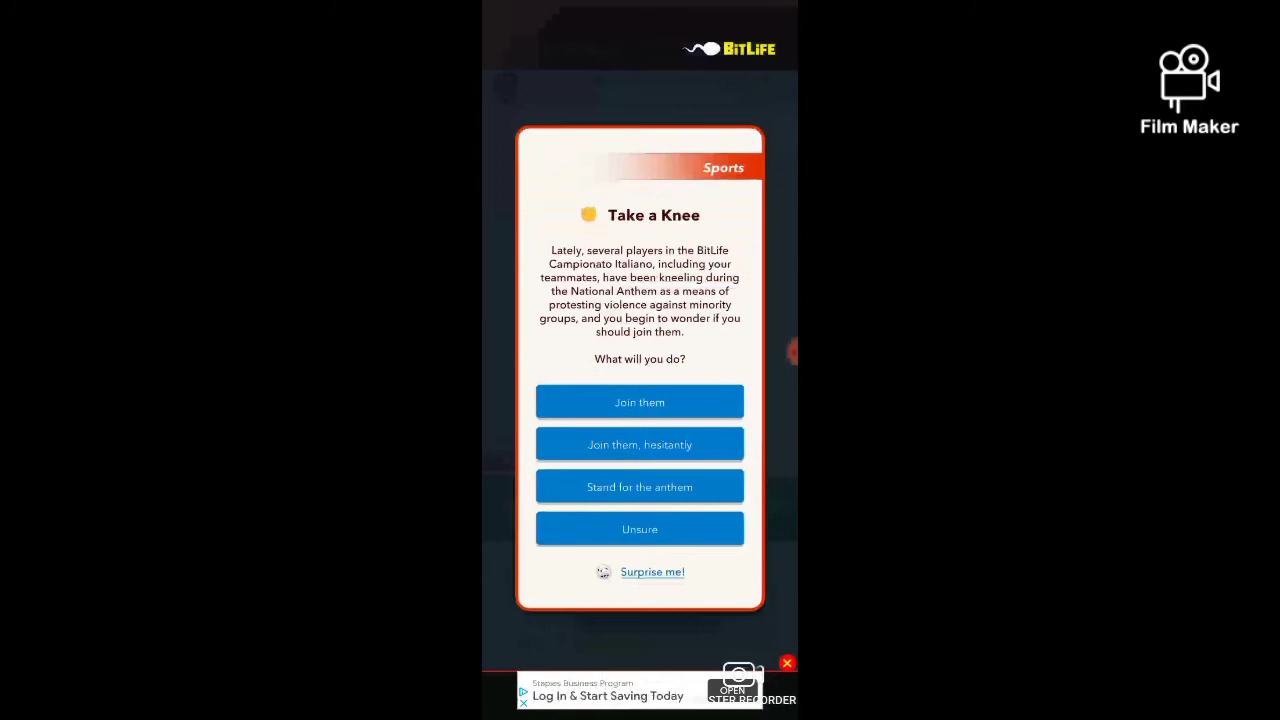 BitLife
Film Maker
Sports
Take a Knee
Lately, several players in the BitLife
Campionato Italiano, including your
teammates, have been kneeling during
the National Anthem as a means of
protesting violence against minority
groups, and you begin to wonder if you
should join them.
What will you do?
Join them
Join them, hesitantly
Stand for the anthem
Unsure
Surprise me!
Staples Business Program
Log In & Start Saving Today
OPEN
STER RECORDER